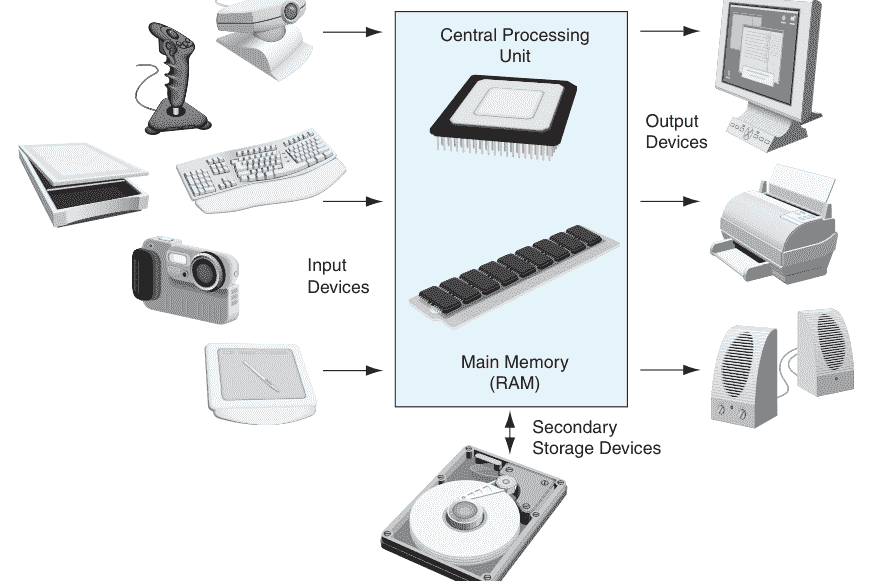 Central Processing
Unit
Output
Devices
Input
Devices
Main Memory
(RAM)
Secondary
Storage Devices